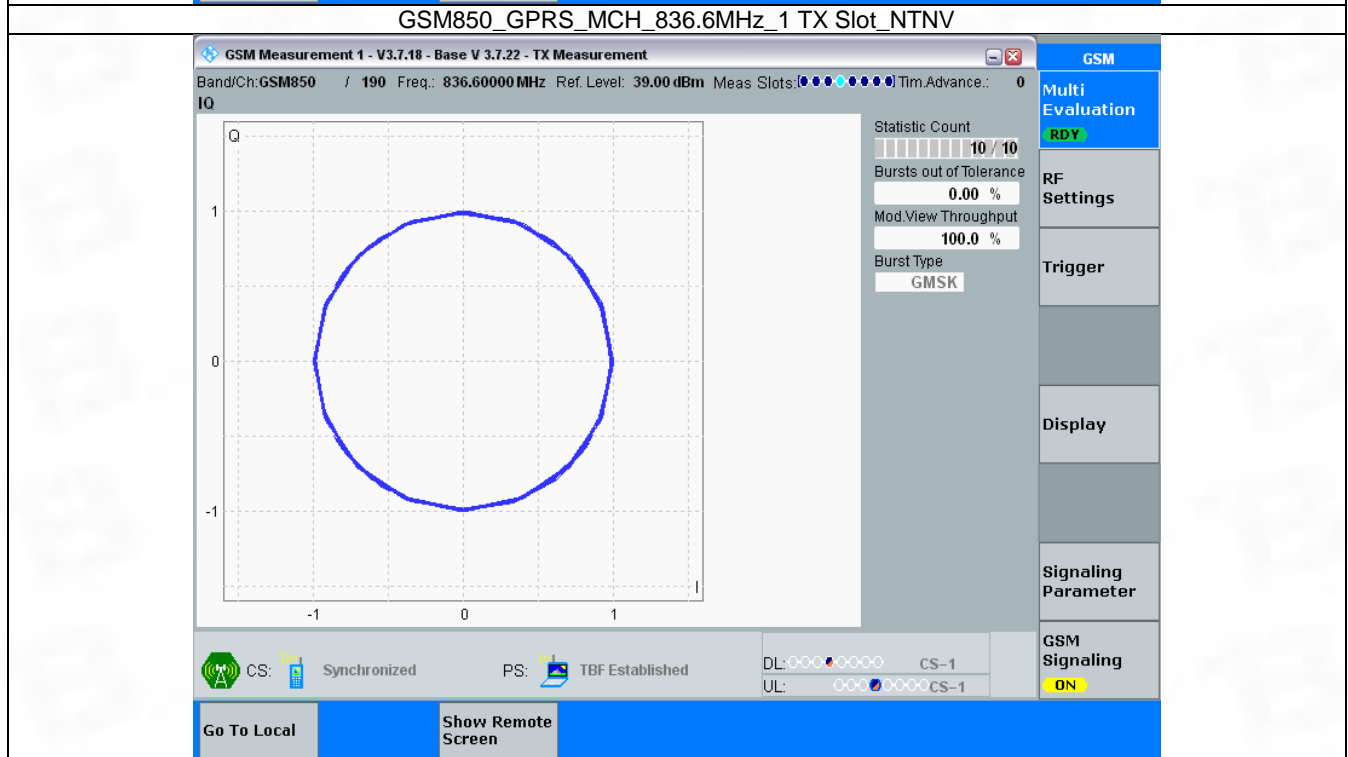 GSM850_GPRS_MCH_836.6MHz_1 TX Slot_NTNV
GSM Measurement 1 - V3.7.18 - Base V 3.7.22 - TX Measurement
GSM
Band/Ch:GSM850 / 190 Freq.: 836.60000 MHz Ref. Level: 39.00 dBm Meas Slots: Tim.Advance.: 0
IQ
Multi
Evaluation
RDY
Q
Statistic Count
10 / 10
Bursts out of Tolerance
0.00 %
Mod.View Throughput
100.0 %
Burst Type
GMSK
RF
Settings
Trigger
Display
Signaling
Parameter
GSM
Signaling
ON
1
0
-1
I
-1 0 1
CS: Synchronized PS: TBF Established
DL: CS-1
UL: CS-1
Go To Local
Show Remote
Screen